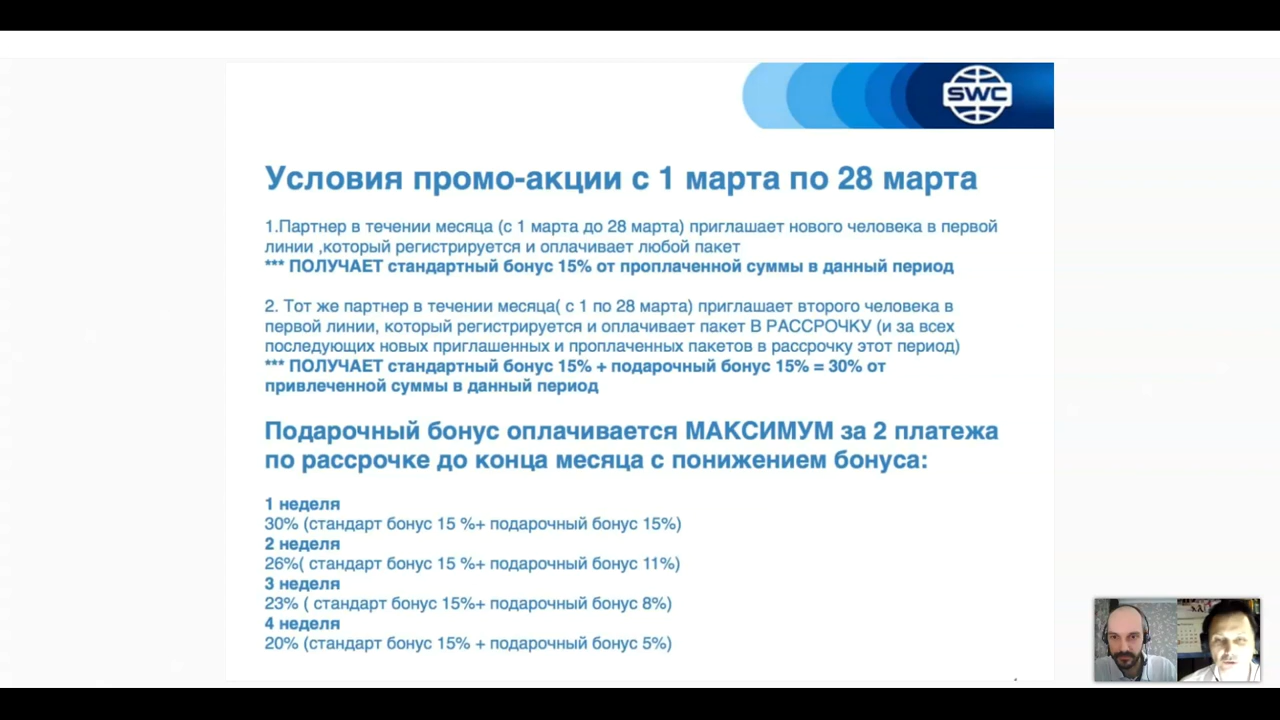 SWC
Условия промо-акции с 1 марта по 28 марта
1.Партнер в течении месяца (с 1 марта до 28 марта) приглашает нового человека в первой
линии ,который регистрируется и оплачивает любой пакет
*** ПОЛУЧАЕТ стандартный бонус 15% от проплаченной суммы в данный период
2. Тот же партнер в течении месяца( с 1 по 28 марта) приглашает второго человека в
первой линии, который регистрируется и оплачивает пакет В РАССРОЧКУ (и за всех
последующих новых приглашенных и проплаченных пакетов в рассрочку этот период)
*** ПОЛУЧАЕТ стандартный бонус 15% + подарочный бонус 15% = 30% от
привлеченной суммы в данный период
Подарочный бонус оплачивается МАКСИМУМ за 2 платежа
по рассрочке до конца месяца с понижением бонуса:
1 неделя
30% (стандарт бонус 15 %+ подарочный бонус 15%)
2 неделя
26%( стандарт бонус 15 %+ подарочный бонус 11%)
3 неделя
23% ( стандарт бонус 15%+ подарочный бонус 8%)
4 неделя
20% (стандарт бонус 15% + подарочный бонус 5%)